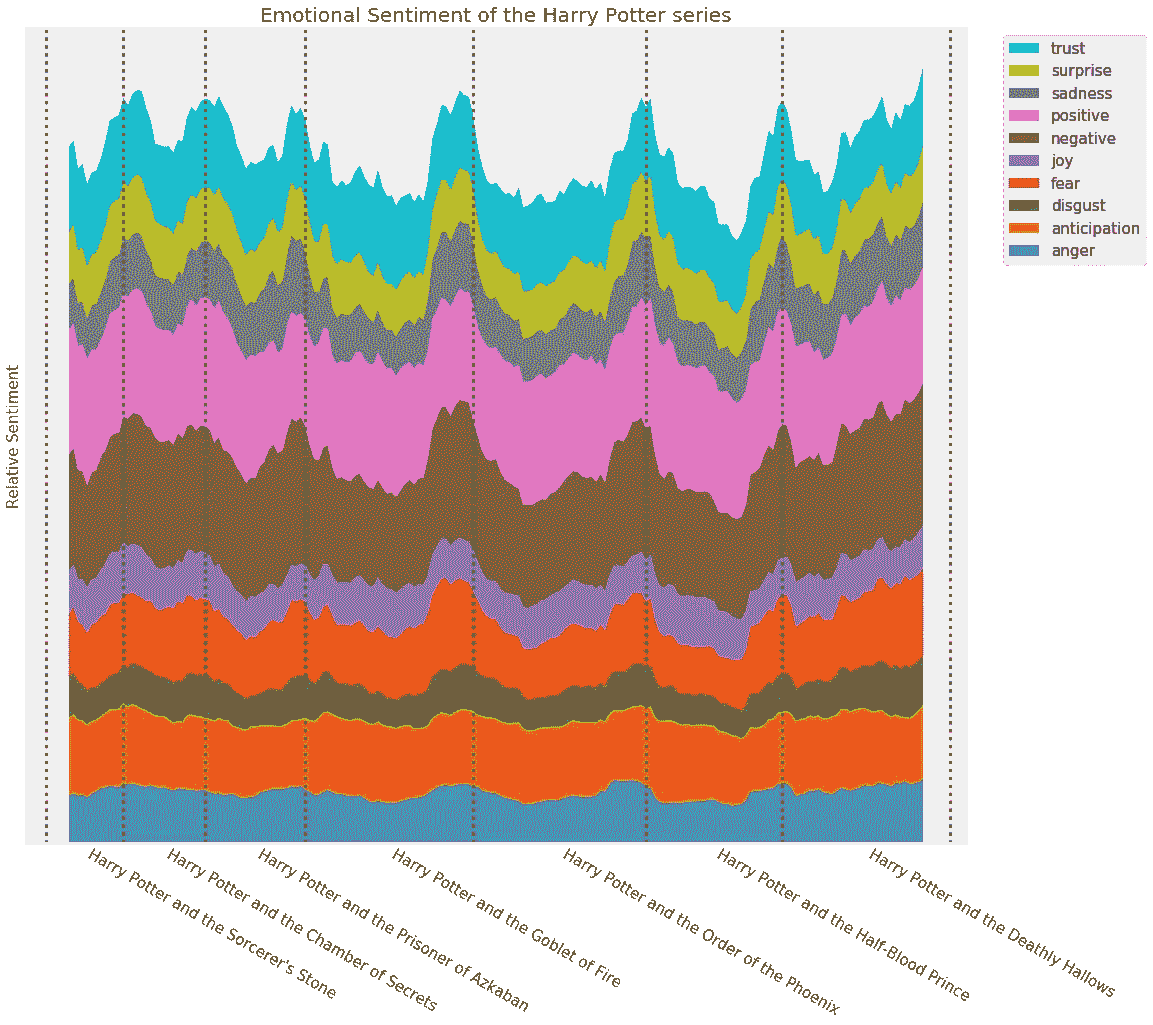 Emotional Sentiment of the Harry Potter series
trust
surprise
sadness
positive
negative
joy
fear
disgust
anticipation
anger
Relative Sentiment
Harry Potter and the Sorcerer's Stone
Harry Potter and the Chamber of Secrets
Harry Potter and the Prisoner of Azkaban
Harry Potter and the Goblet of Fire
Harry Potter and the Order of the Phoenix
Harry Potter and the Half-Blood Prince
Harry Potter and the Deathly Hallows